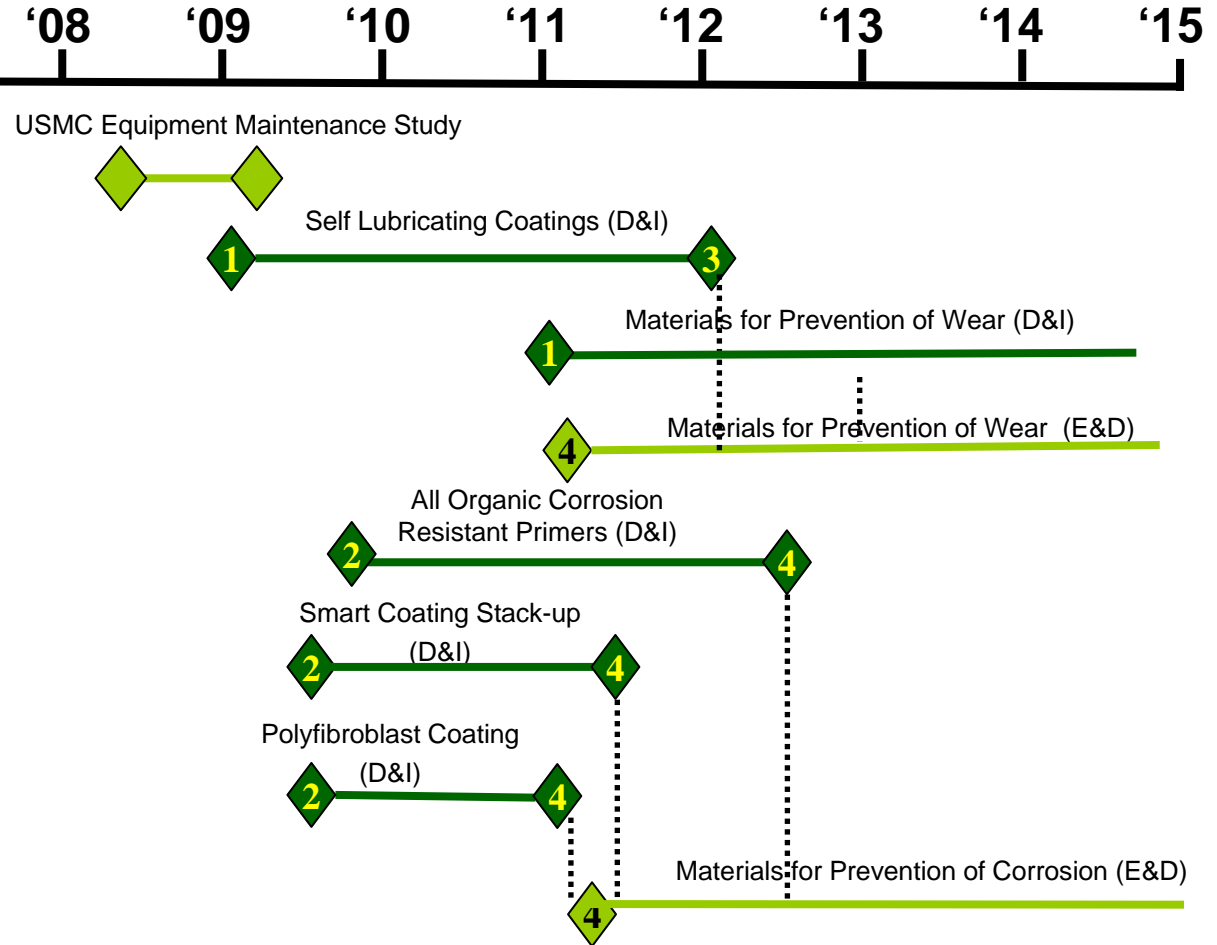 ‘08 ‘09 ‘10 ‘11 ‘12 ‘13 ‘14 ‘15
USMC Equipment Maintenance Study
Self Lubricating Coatings (D&I)
1 3
Materials for Prevention of Wear (D&I)
1
Materials for Prevention of Wear (E&D)
4
All Organic Corrosion
Resistant Primers (D&I)
2 4
Smart Coating Stack-up
(D&I)
2 4
Polyfibroblast Coating
(D&I)
2 4
Materials for Prevention of Corrosion (E&D)
4